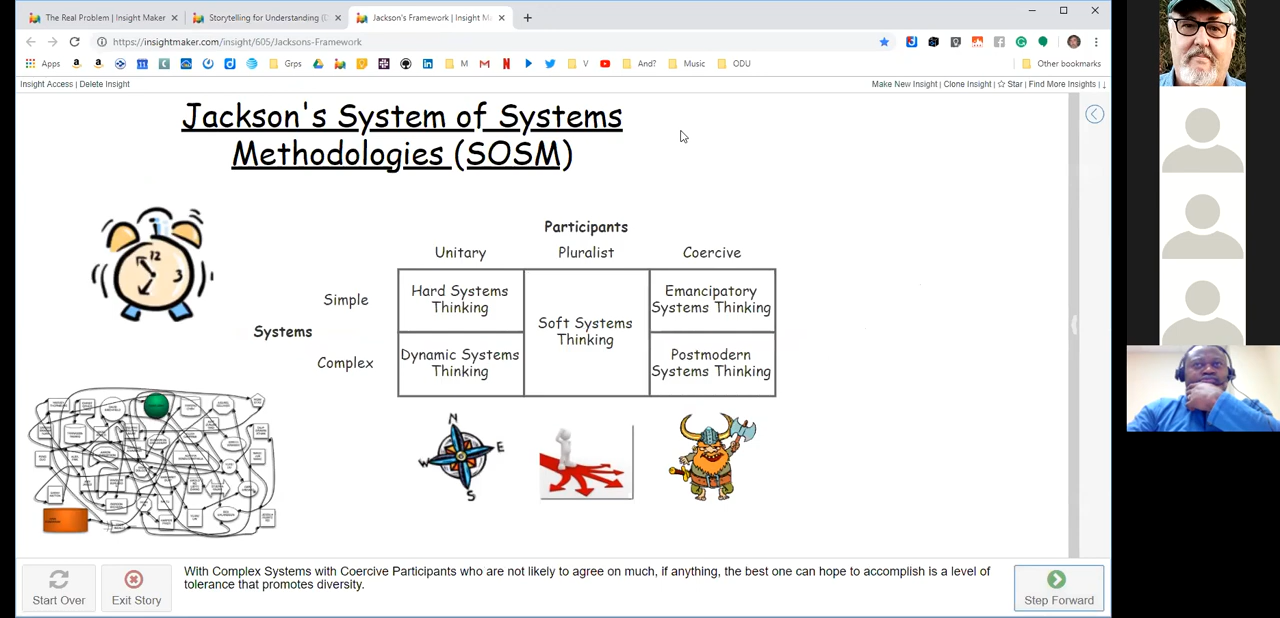 The Real Problem | Insight Maker
Storytelling for Understanding (D
Jackson's Framework | Insight M
https://insightmaker.com/insight/605/Jacksons-Framework
Apps
Grps
M
V
And?
Music
ODU
Other bookmarks
Insight Access | Delete Insight
Make New Insight | Clone Insight | Star | Find More Insights |
Jackson's System of Systems
Methodologies (SOSM)
Participants
Unitary Pluralist Coercive
Simple
Systems
Complex
Hard Systems
Thinking
Soft Systems
Thinking
Emancipatory
Systems Thinking
Dynamic Systems
Thinking
Postmodern
Systems Thinking
12
3
N
W
E
S
With Complex Systems with Coercive Participants who are not likely to agree on much, if anything, the best one can hope to accomplish is a level of
tolerance that promotes diversity.
Start Over
Exit Story
Step Forward